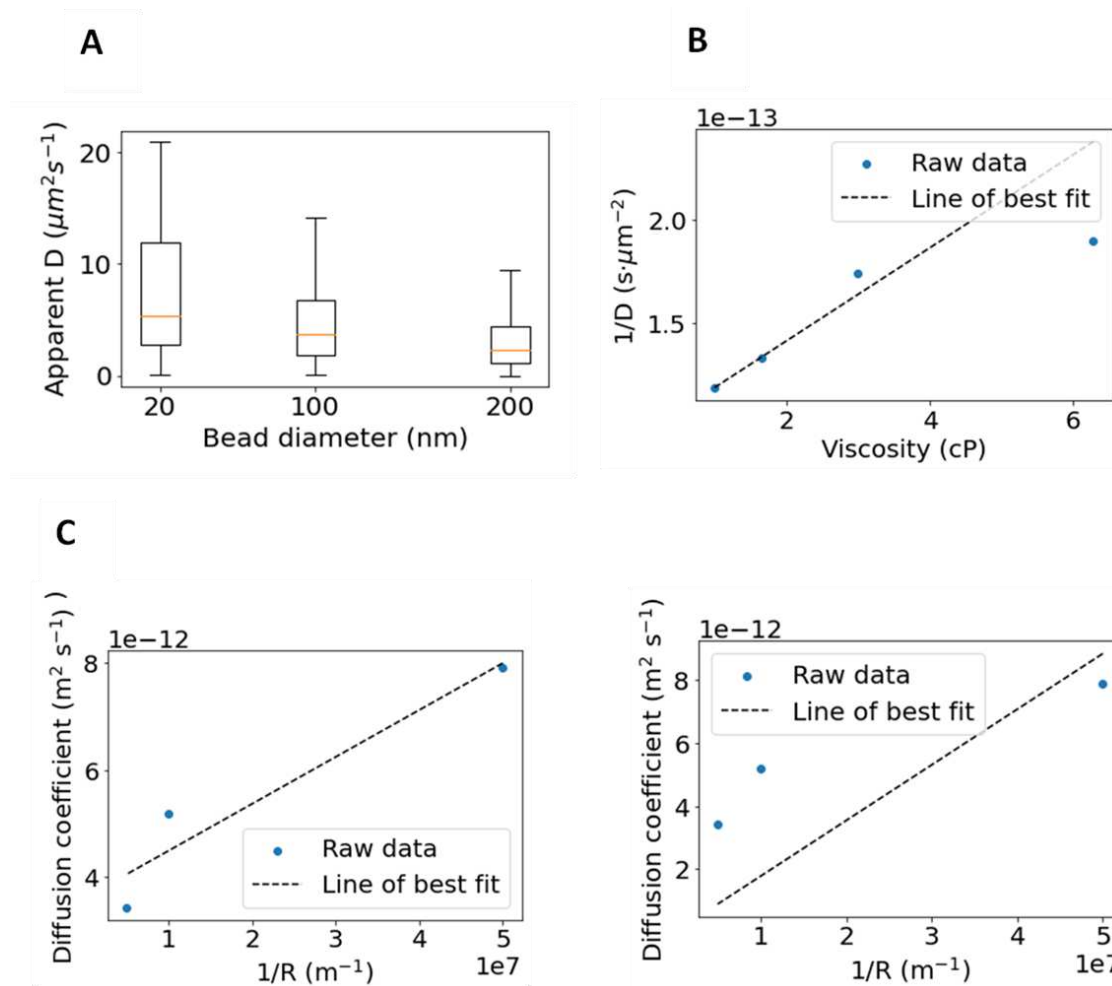 A
Apparent D (μm²s⁻¹)
20
10
0
20 100 200
Bead diameter (nm)
B
1e−13
1/D (s·μm⁻²)
2.0
1.5
Raw data
Line of best fit
2 4 6
Viscosity (cP)
C
Diffusion coefficient (m² s⁻¹) )
1e−12
8
6
4
Raw data
Line of best fit
1 2 3 4 5
1/R (m⁻¹)
1e7
Diffusion coefficient (m² s⁻¹)
1e−12
8
6
4
2
Raw data
Line of best fit
1 2 3 4 5
1/R (m⁻¹)
1e7